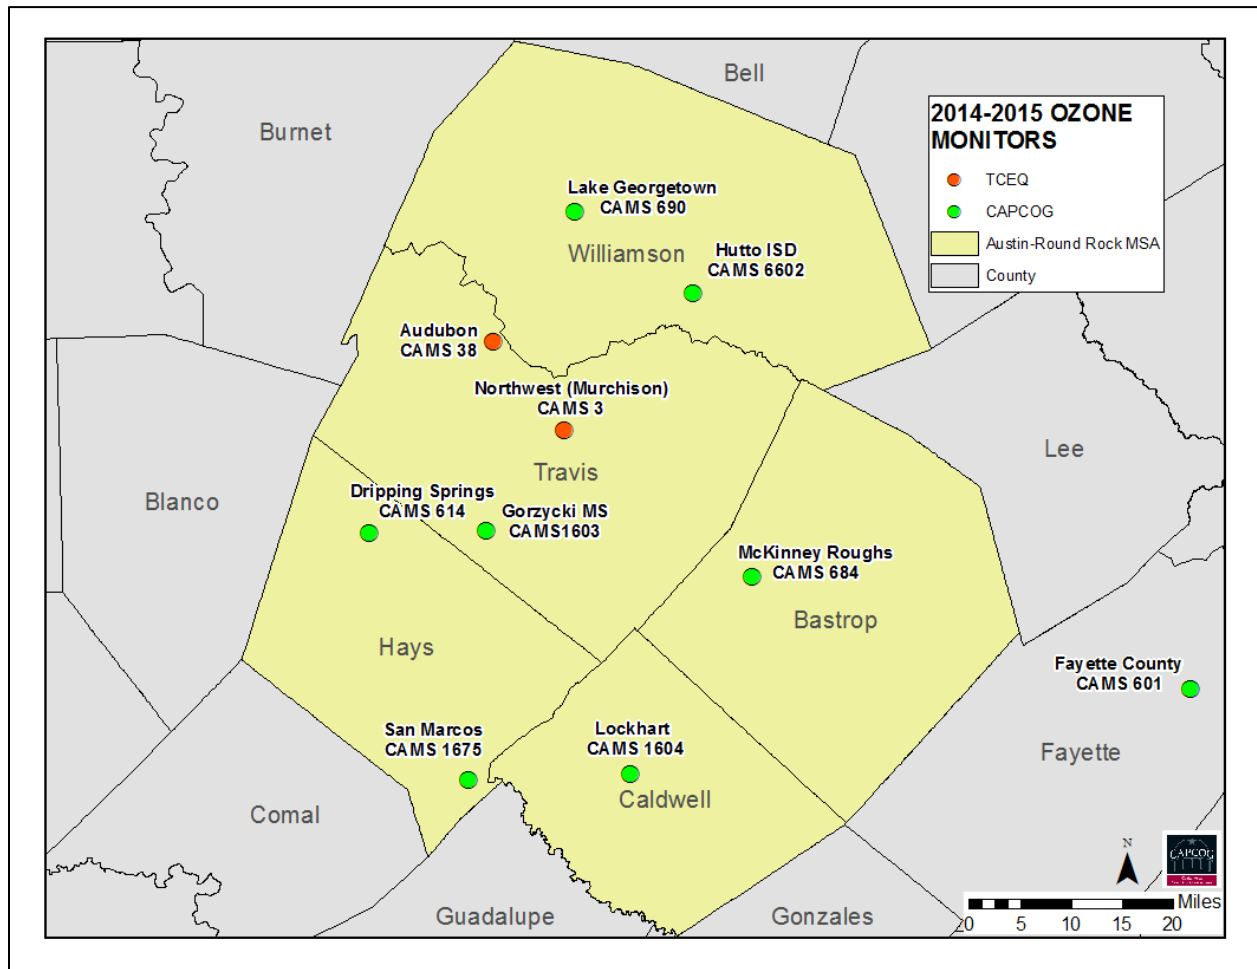 Bell
2014-2015 OZONE
MONITORS
TCEQ
CAPCOG
Austin-Round Rock MSA
County
Burnet
Lake Georgetown
CAMS 690
Williamson
Hutto ISD
CAMS 6602
Audubon
CAMS 38
Northwest (Murchison)
CAMS 3
Travis
Lee
Blanco
Dripping Springs
CAMS 614
Gorzycki MS
CAMS1603
McKinney Roughs
CAMS 684
Bastrop
Hays
Fayette County
CAMS 601
Fayette
San Marcos
CAMS 1675
Lockhart
CAMS 1604
Caldwell
Comal
Guadalupe
Gonzales
N
CAPCOG
Miles
0 5 10 15 20